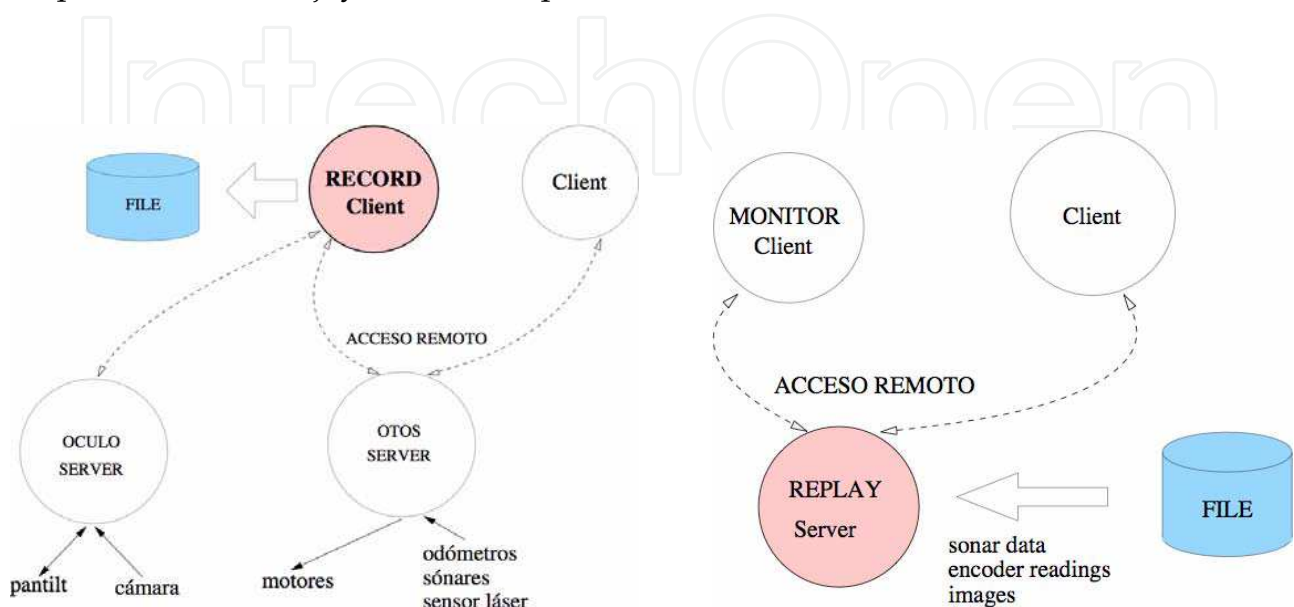 IntechOpen
FILE
RECORD
Client
Client
ACCESO REMOTO
OCULO
SERVER
OTOS
SERVER
pantilt
cámara
motores
odómetros
sónares
sensor láser
MONITOR
Client
Client
ACCESO REMOTO
REPLAY
Server
FILE
sonar data
encoder readings
images